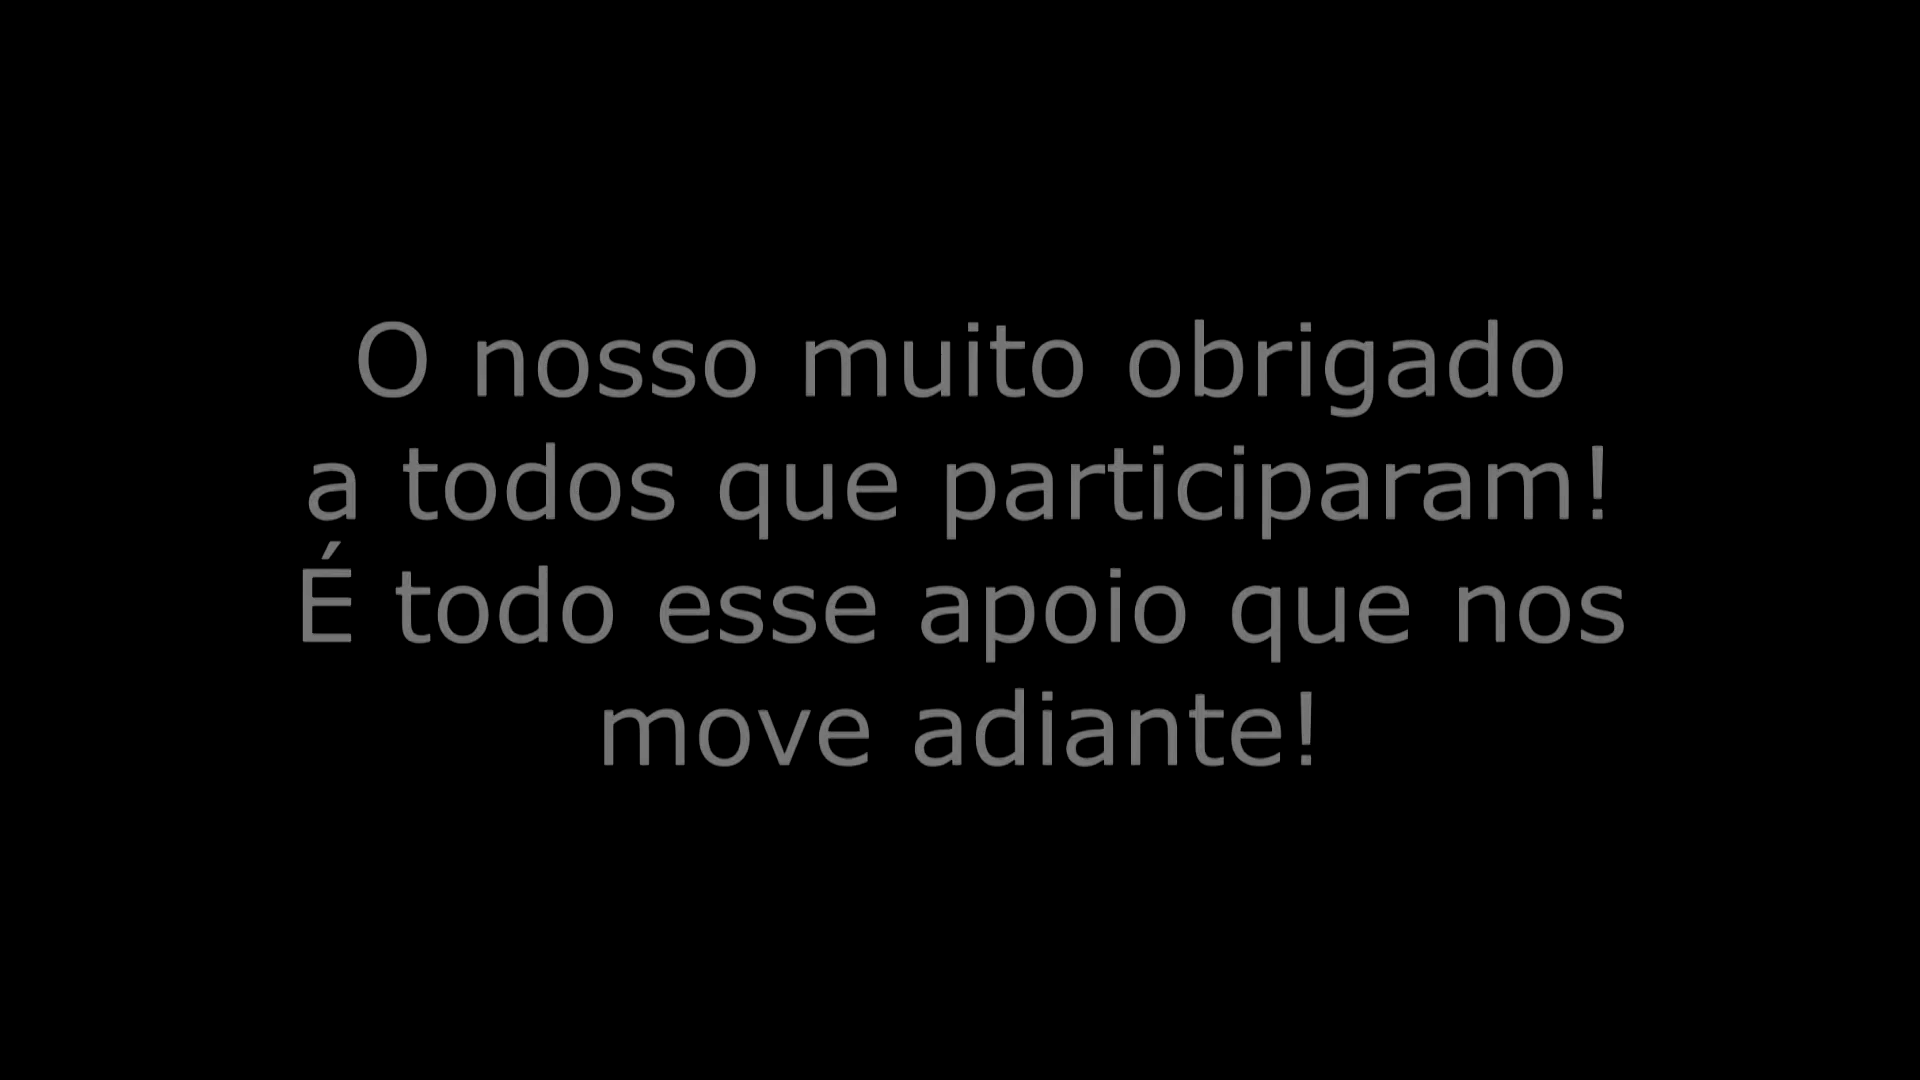 O nosso muito obrigado
a todos que participaram!
É todo esse apoio que nos
move adiante!